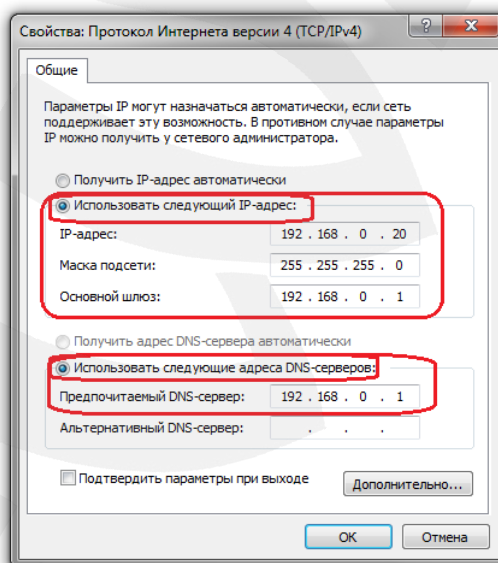 Свойства: Протокол Интернета версии 4 (TCP/IPv4)
Общие
Параметры IP могут назначаться автоматически, если сеть
поддерживает эту возможность. В противном случае параметры
IP можно получить у сетевого администратора.
Получить IP-адрес автоматически
Использовать следующий IP-адрес:
IP-адрес: 192 . 168 . 0 . 20
Маска подсети: 255 . 255 . 255 . 0
Основной шлюз: 192 . 168 . 0 . 1
Получить адрес DNS-сервера автоматически
Использовать следующие адреса DNS-серверов:
Предпочитаемый DNS-сервер: 192 . 168 . 0 . 1
Альтернативный DNS-сервер: . . .
Подтвердить параметры при выходе
Дополнительно...
ОК
Отмена